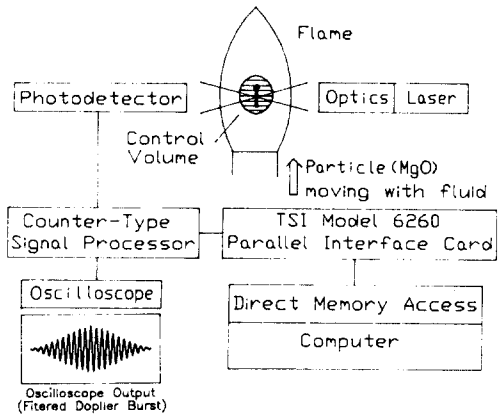 Flame
Photodetector
Optics
Laser
Control
Volume
Particle (MgO)
moving with fluid
Counter-Type
Signal Processor
TSI Model 6260
Parallel Interface Card
Oscilloscope
Direct Memory Access
Computer
Oscilloscope Output
(Fitered Doplier Burst)